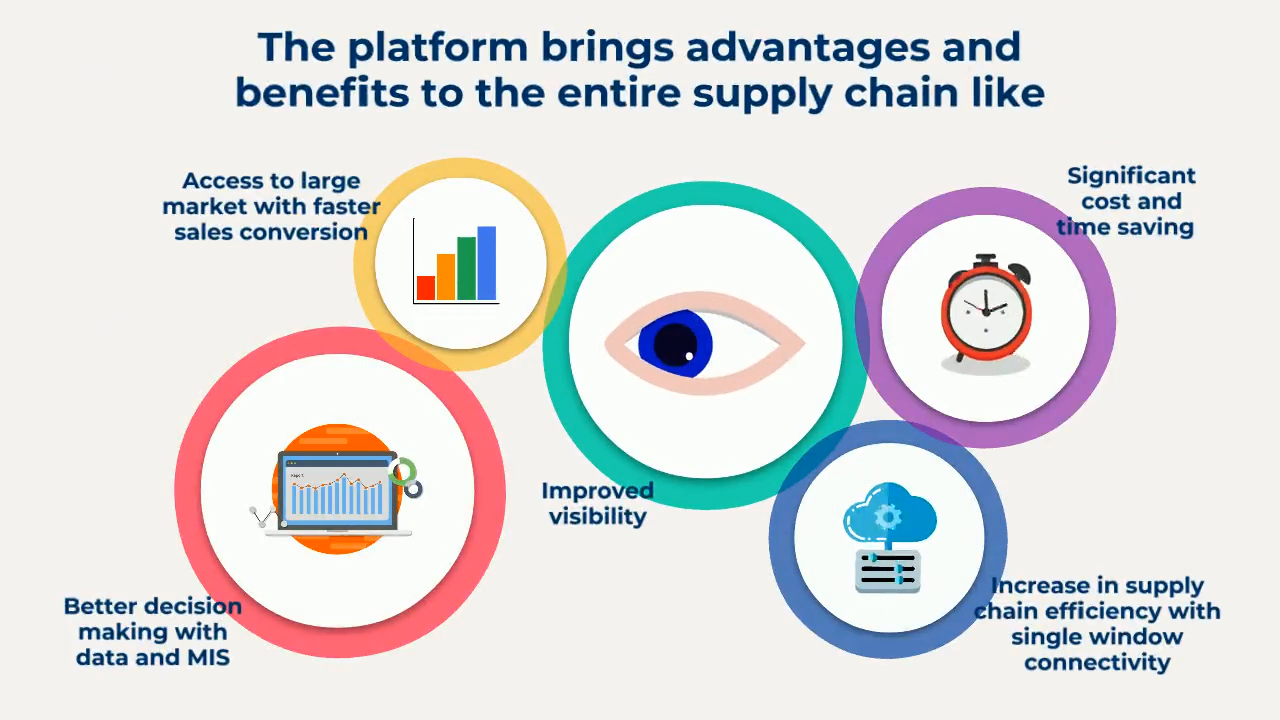 The platform brings advantages and
benefits to the entire supply chain like
Access to large
market with faster
sales conversion
Significant
cost and
time saving
Report
Improved
visibility
Better decision
making with
data and MIS
Increase in supply
chain efficiency with
single window
connectivity